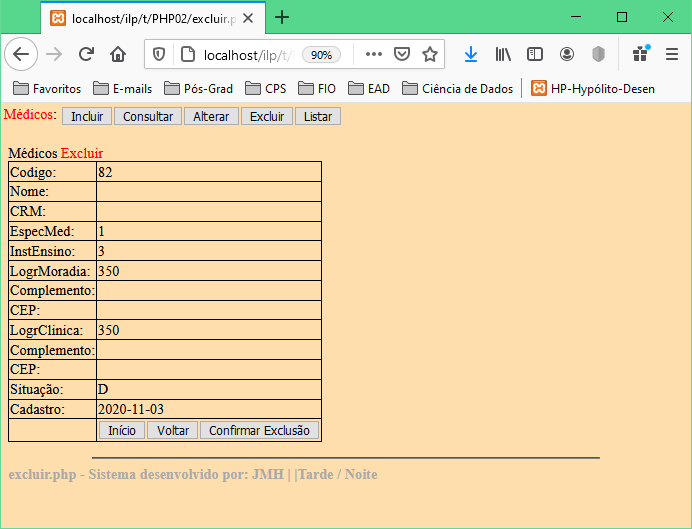 localhost/ilp/t/PHP02/excluir.p
localhost/ilp/t/ 90%
Favoritos E-mails Pós-Grad CPS FIO EAD Ciência de Dados HP-Hypólito-Desen
Médicos: Incluir Consultar Alterar Excluir Listar
Médicos Excluir
Codigo: 82
Nome:
CRM:
EspecMed: 1
InstEnsino: 3
LogrMoradia: 350
Complemento:
CEP:
LogrClinica: 350
Complemento:
CEP:
Situação: D
Cadastro: 2020-11-03
Início Voltar Confirmar Exclusão
excluir.php - Sistema desenvolvido por: JMH | |Tarde / Noite